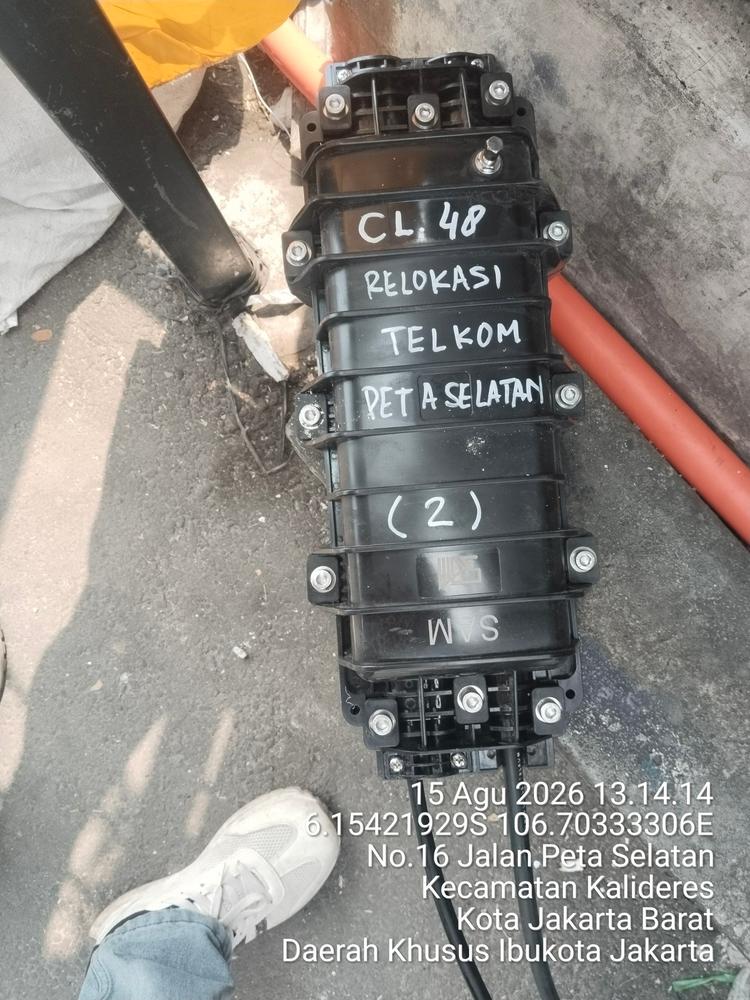 CL. 48
RELOKASI
TELKOM
PETA SELATAN
(2)
SAM
15 Agu 2026 13.14.14
6.15421929S 106.70333306E
No.16 Jalan Peta Selatan
Kecamatan Kalideres
Kota Jakarta Barat
Daerah Khusus Ibukota Jakarta